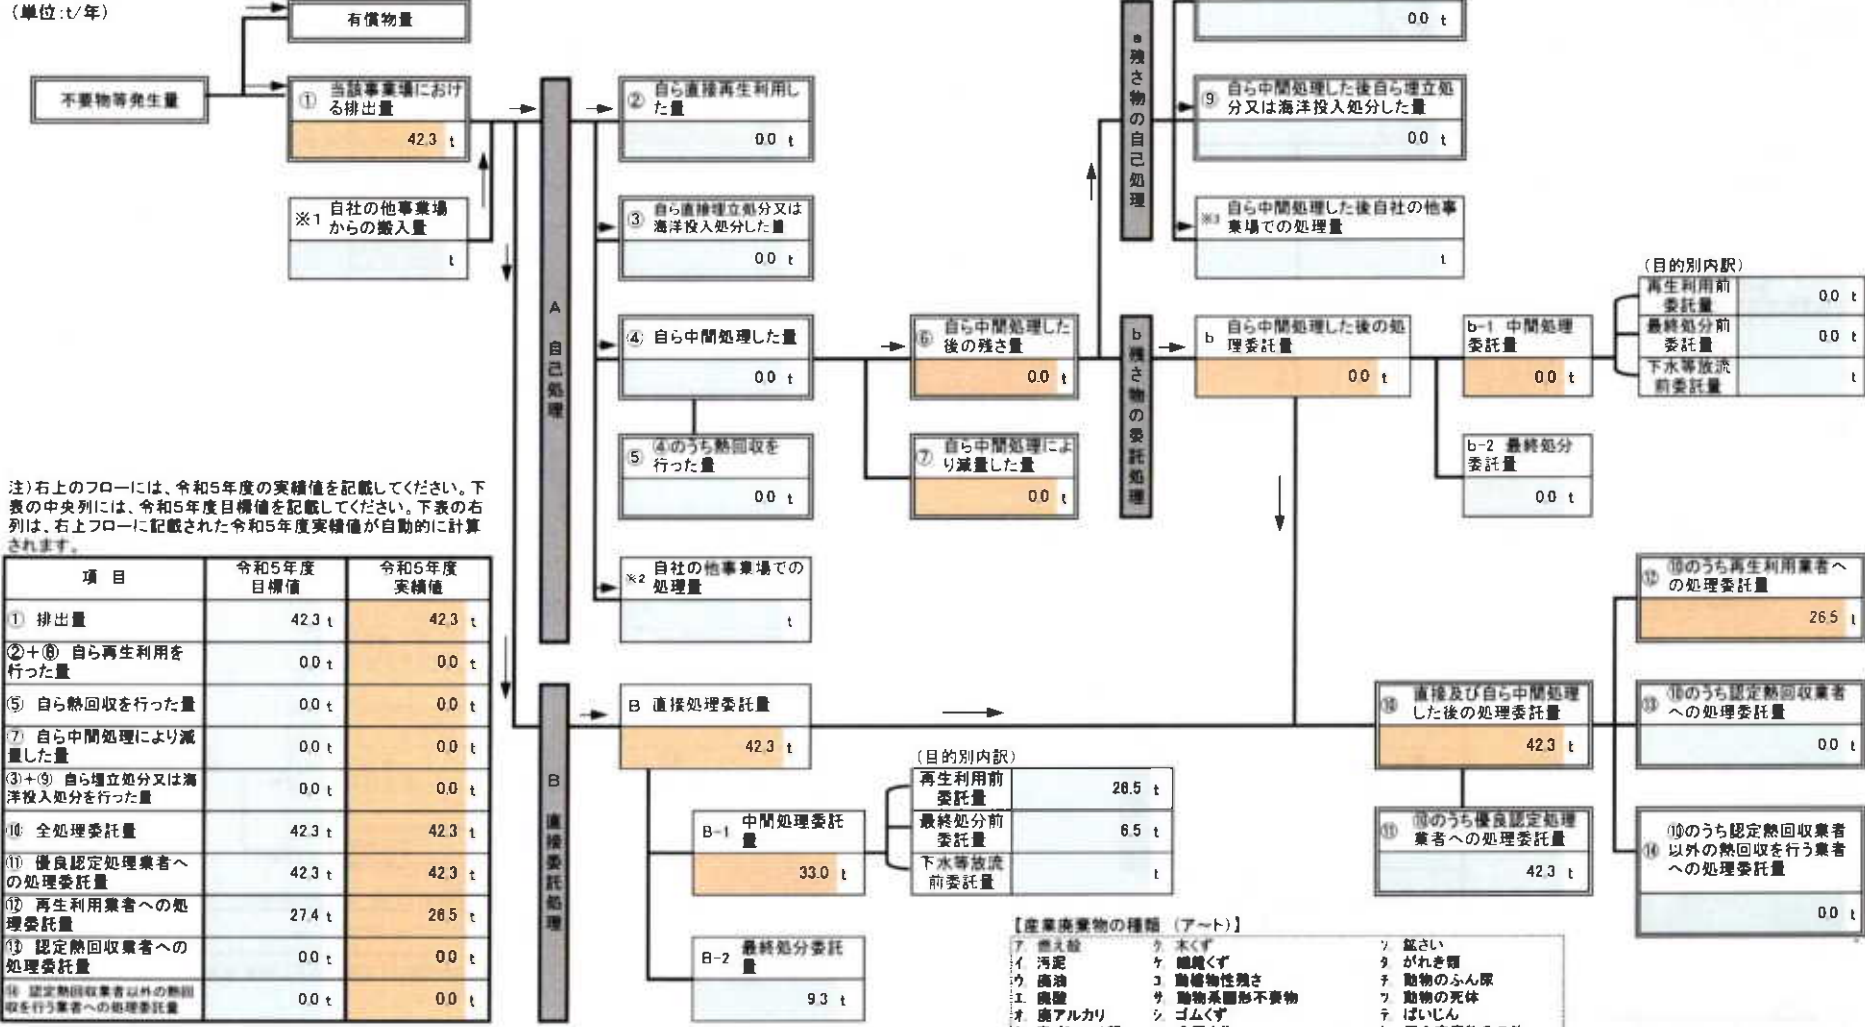 (単位:t/年)
有償物量
不要物等発生量
① 当該事業場におけ
る排出量
42.3 t
※1 自社の他事業場
からの搬入量
t
A 自己処理
② 自ら直接再生利用し
た量
0.0 t
③ 自ら直接埋立処分又は
海洋投入処分した量
0.0 t
④ 自ら中間処理した量
0.0 t
⑤ ④のうち熱回収を
行った量
0.0 t
※2 自社の他事業場での
処理量
t
⑥ 自ら中間処理した
後の残さ量
0.0 t
⑦ 自ら中間処理によ
り減量した量
0.0 t
a 残さ物の自己処理
0.0 t
⑨ 自ら中間処理した後自ら埋立処
分又は海洋投入処分した量
0.0 t
※3 自ら中間処理した後自社の他事
業場での処理量
t
b 残さ物の委託処理
b 自ら中間処理した後の処
理委託量
0.0 t
b-1 中間処理
委託量
0.0 t
b-2 最終処分
委託量
0.0 t
(目的別内訳)
再生利用前
委託量
0.0 t
最終処分前
委託量
0.0 t
下水等放流
前委託量
t
注)右上のフローには、令和5年度の実績値を記載してください。下
表の中央列には、令和5年度目標値を記載してください。下表の右
列は、右上フローに記載された令和5年度実績値が自動的に計算
されます。
項 目 令和5年度 目標値 令和5年度 実績値
① 排出量 42.3 t 42.3 t
②+⑧ 自ら再生利用を
行った量 0.0 t 0.0 t
⑤ 自ら熱回収を行った量 0.0 t 0.0 t
⑦ 自ら中間処理により減
量した量 0.0 t 0.0 t
③+⑨ 自ら埋立処分又は海
洋投入処分を行った量 0.0 t 0.0 t
⑩ 全処理委託量 42.3 t 42.3 t
⑪ 優良認定処理業者へ
の処理委託量 42.3 t 42.3 t
⑫ 再生利用業者への処
理委託量 27.4 t 26.5 t
⑬ 認定熱回収業者への
処理委託量 0.0 t 0.0 t
⑭ 認定熱回収業者以外の熱回
収を行う業者への処理委託量 0.0 t 0.0 t
B 直接委託処理
B 直接処理委託量
42.3 t
B-1 中間処理委託
量
33.0 t
B-2 最終処分委託
量
9.3 t
(目的別内訳)
再生利用前
委託量
26.5 t
最終処分前
委託量
6.5 t
下水等放流
前委託量
t
⑩ 直接及び自ら中間処理
した後の処理委託量
42.3 t
⑪ ⑩のうち優良認定処理
業者への処理委託量
42.3 t
⑫ ⑩のうち再生利用業者へ
の処理委託量
26.5 t
⑬ ⑩のうち認定熱回収業者
への処理委託量
0.0 t
⑭ ⑩のうち認定熱回収業者
以外の熱回収を行う業者
への処理委託量
0.0 t
【産業廃棄物の種類 (ア~ト)】
ア. 燃え殻 ク. 木くず ソ. 鉱さい
イ. 汚泥 ケ. 繊維くず タ. がれき類
ウ. 廃油 コ. 動植物性残さ チ. 動物のふん尿
エ. 廃酸 サ. 動物系固形不要物 ツ. 動物の死体
オ. 廃アルカリ シ. ゴムくず テ. ばいじん